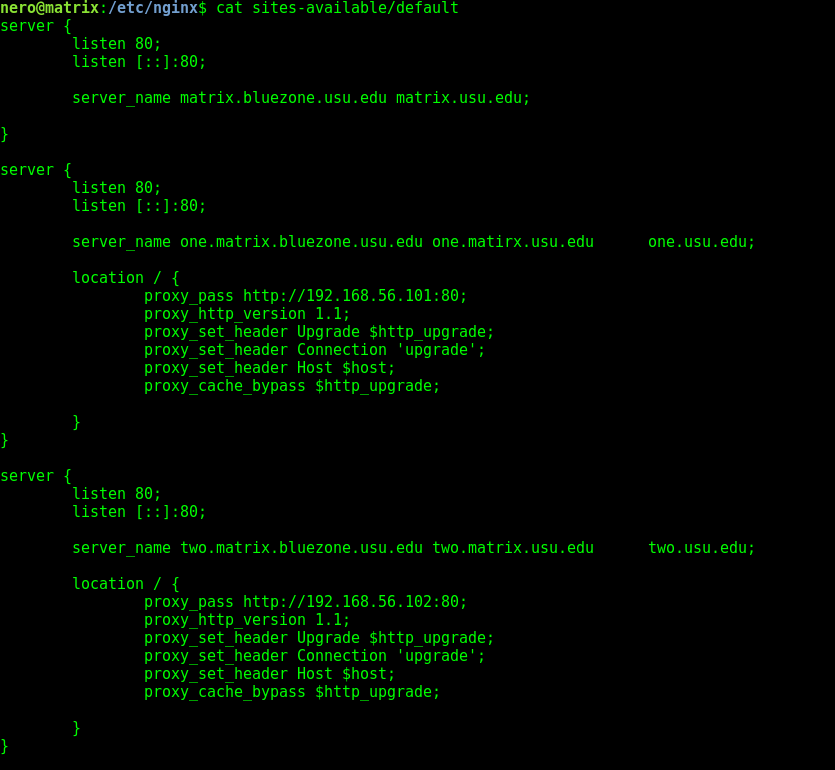 nero@matrix:/etc/nginx$ cat sites-available/default
server {
        listen 80;
        listen [::]:80;

        server_name matrix.bluezone.usu.edu matrix.usu.edu;

}

server {
        listen 80;
        listen [::]:80;

        server_name one.matrix.bluezone.usu.edu one.matirx.usu.edu      one.usu.edu;

        location / {
                proxy_pass http://192.168.56.101:80;
                proxy_http_version 1.1;
                proxy_set_header Upgrade $http_upgrade;
                proxy_set_header Connection 'upgrade';
                proxy_set_header Host $host;
                proxy_cache_bypass $http_upgrade;

        }
}

server {
        listen 80;
        listen [::]:80;

        server_name two.matrix.bluezone.usu.edu two.matrix.usu.edu      two.usu.edu;

        location / {
                proxy_pass http://192.168.56.102:80;
                proxy_http_version 1.1;
                proxy_set_header Upgrade $http_upgrade;
                proxy_set_header Connection 'upgrade';
                proxy_set_header Host $host;
                proxy_cache_bypass $http_upgrade;

        }
}